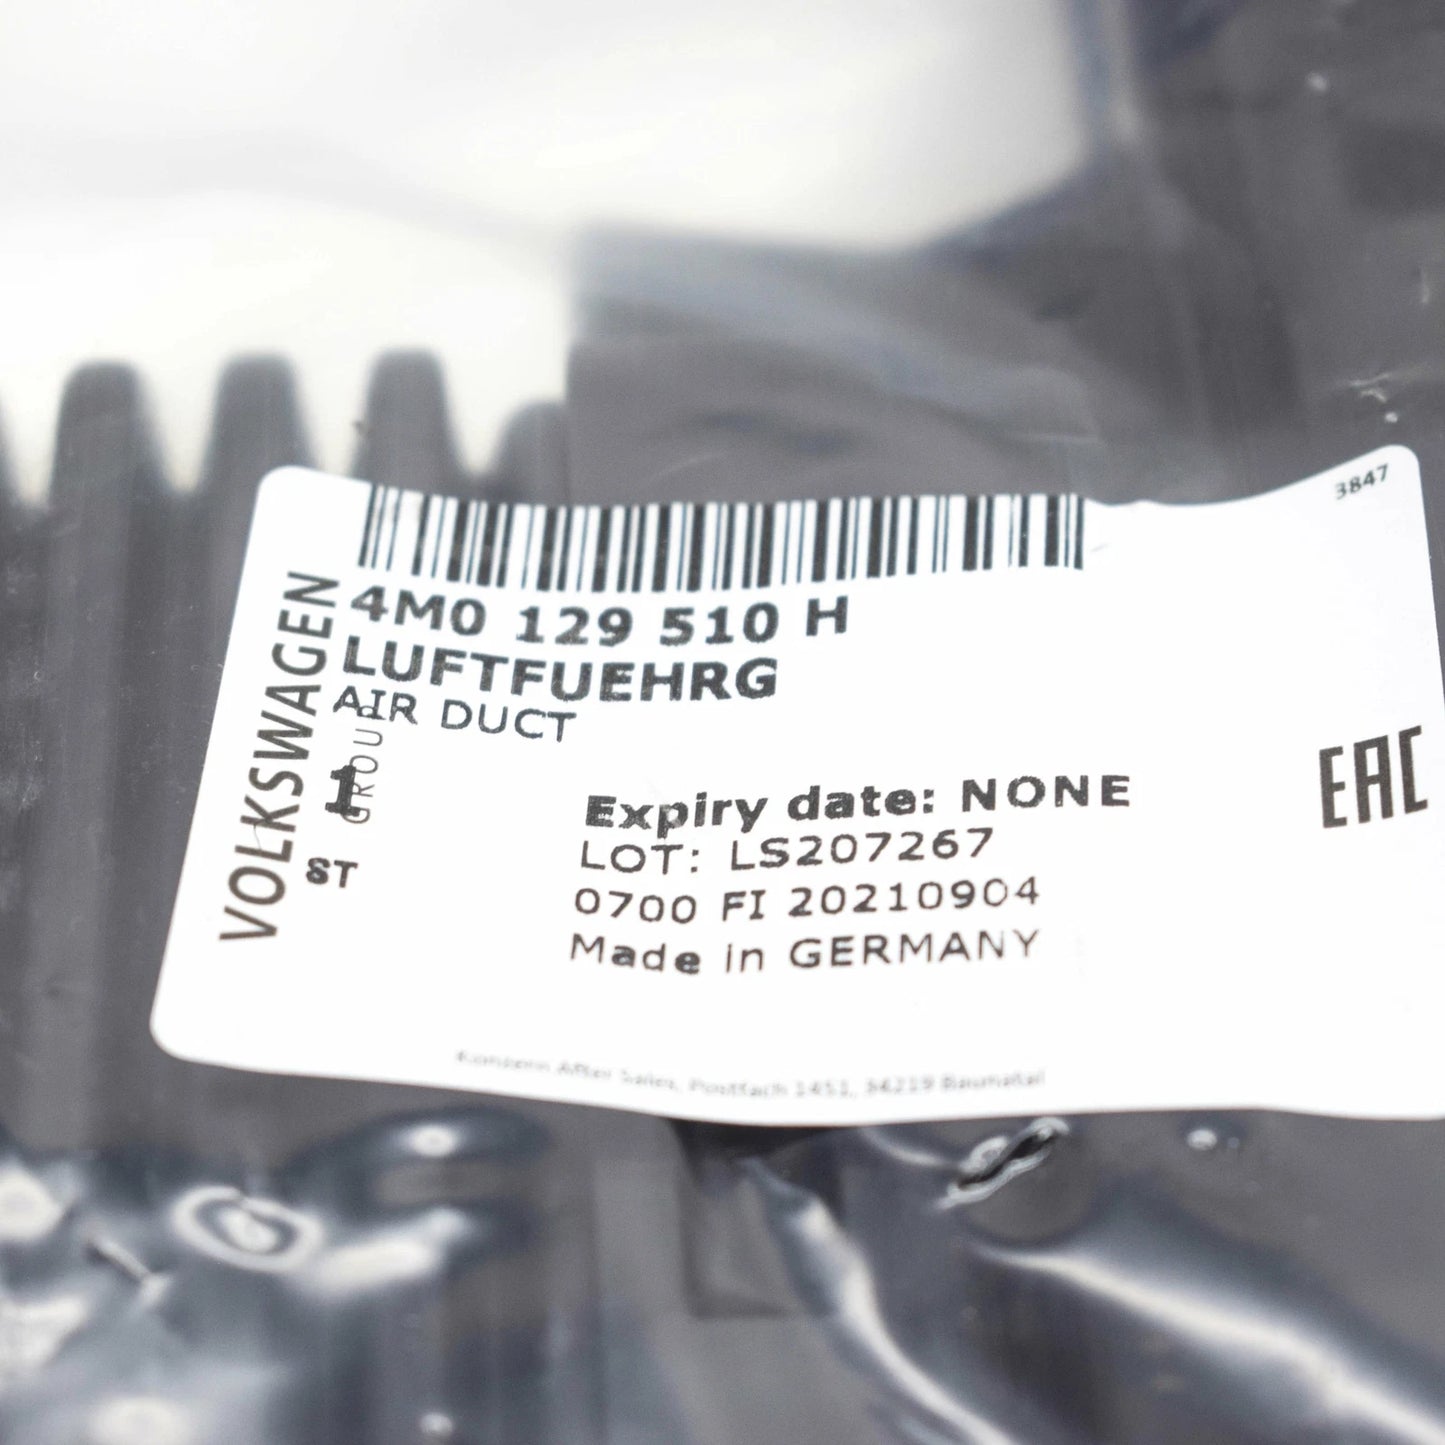 3847
4M0 129 510 H
LUFTFUEHRG
AIR DUCT
VOLKSWAGEN
GROUP
1
ST
Expiry date: NONE
LOT: LS207267
0700 FI 20210904
Made in GERMANY
EAC
Konzern After Sales, Postfach 1451, 34219 Baunatal